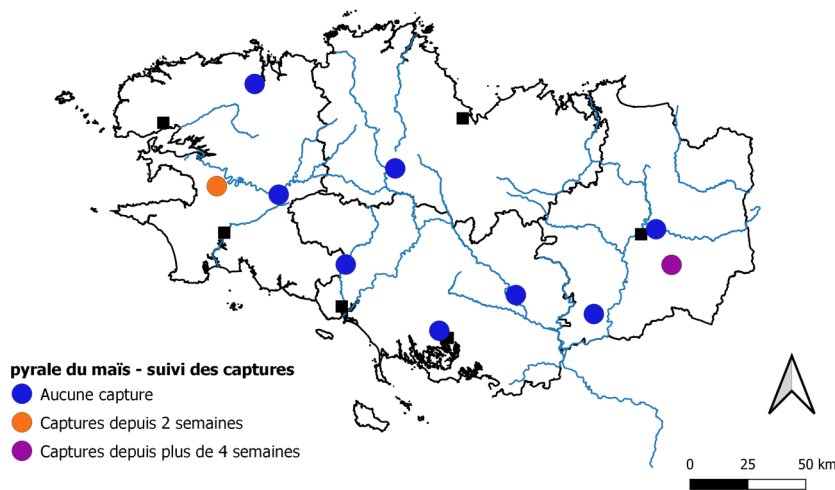 pyrale du maïs - suivi des captures
Aucune capture
Captures depuis 2 semaines
Captures depuis plus de 4 semaines
0 25 50 km